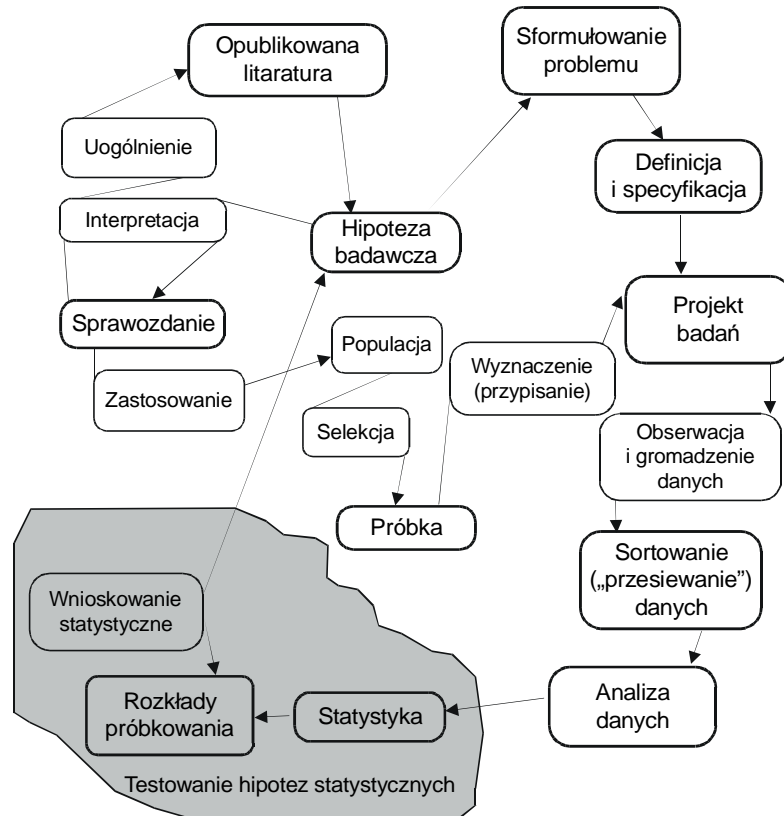 Opublikowana
litaratura
Sformułowanie
problemu
Uogólnienie
Definicja
i specyfikacja
Interpretacja
Hipoteza
badawcza
Sprawozdanie
Populacja
Projekt
badań
Wyznaczenie
(przypisanie)
Zastosowanie
Selekcja
Obserwacja
i gromadzenie
danych
Próbka
Sortowanie
(„przesiewanie”)
danych
Wnioskowanie
statystyczne
Rozkłady
próbkowania
Statystyka
Analiza
danych
Testowanie hipotez statystycznych